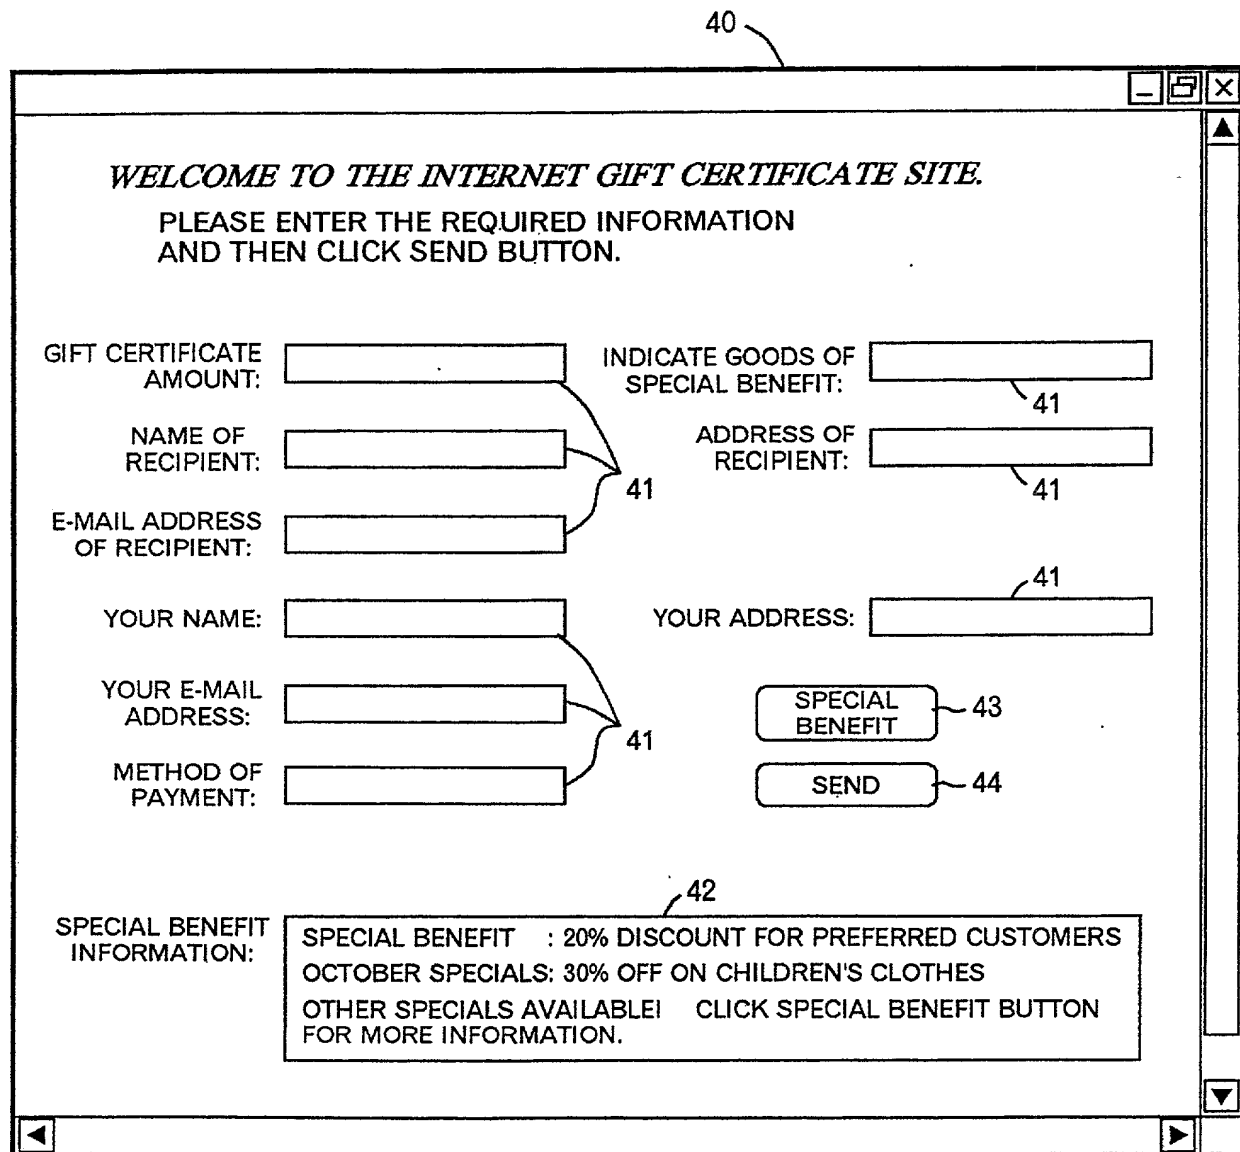 40
WELCOME TO THE INTERNET GIFT CERTIFICATE SITE.
PLEASE ENTER THE REQUIRED INFORMATION
AND THEN CLICK SEND BUTTON.
GIFT CERTIFICATE
AMOUNT:
INDICATE GOODS OF
SPECIAL BENEFIT:
41
NAME OF
RECIPIENT:
ADDRESS OF
RECIPIENT:
41
41
E-MAIL ADDRESS
OF RECIPIENT:
YOUR NAME:
YOUR ADDRESS:
41
YOUR E-MAIL
ADDRESS:
41
SPECIAL
BENEFIT
43
METHOD OF
PAYMENT:
SEND
44
SPECIAL BENEFIT
INFORMATION:
42
SPECIAL BENEFIT : 20% DISCOUNT FOR PREFERRED CUSTOMERS
OCTOBER SPECIALS: 30% OFF ON CHILDREN'S CLOTHES
OTHER SPECIALS AVAILABLE! CLICK SPECIAL BENEFIT BUTTON
FOR MORE INFORMATION.